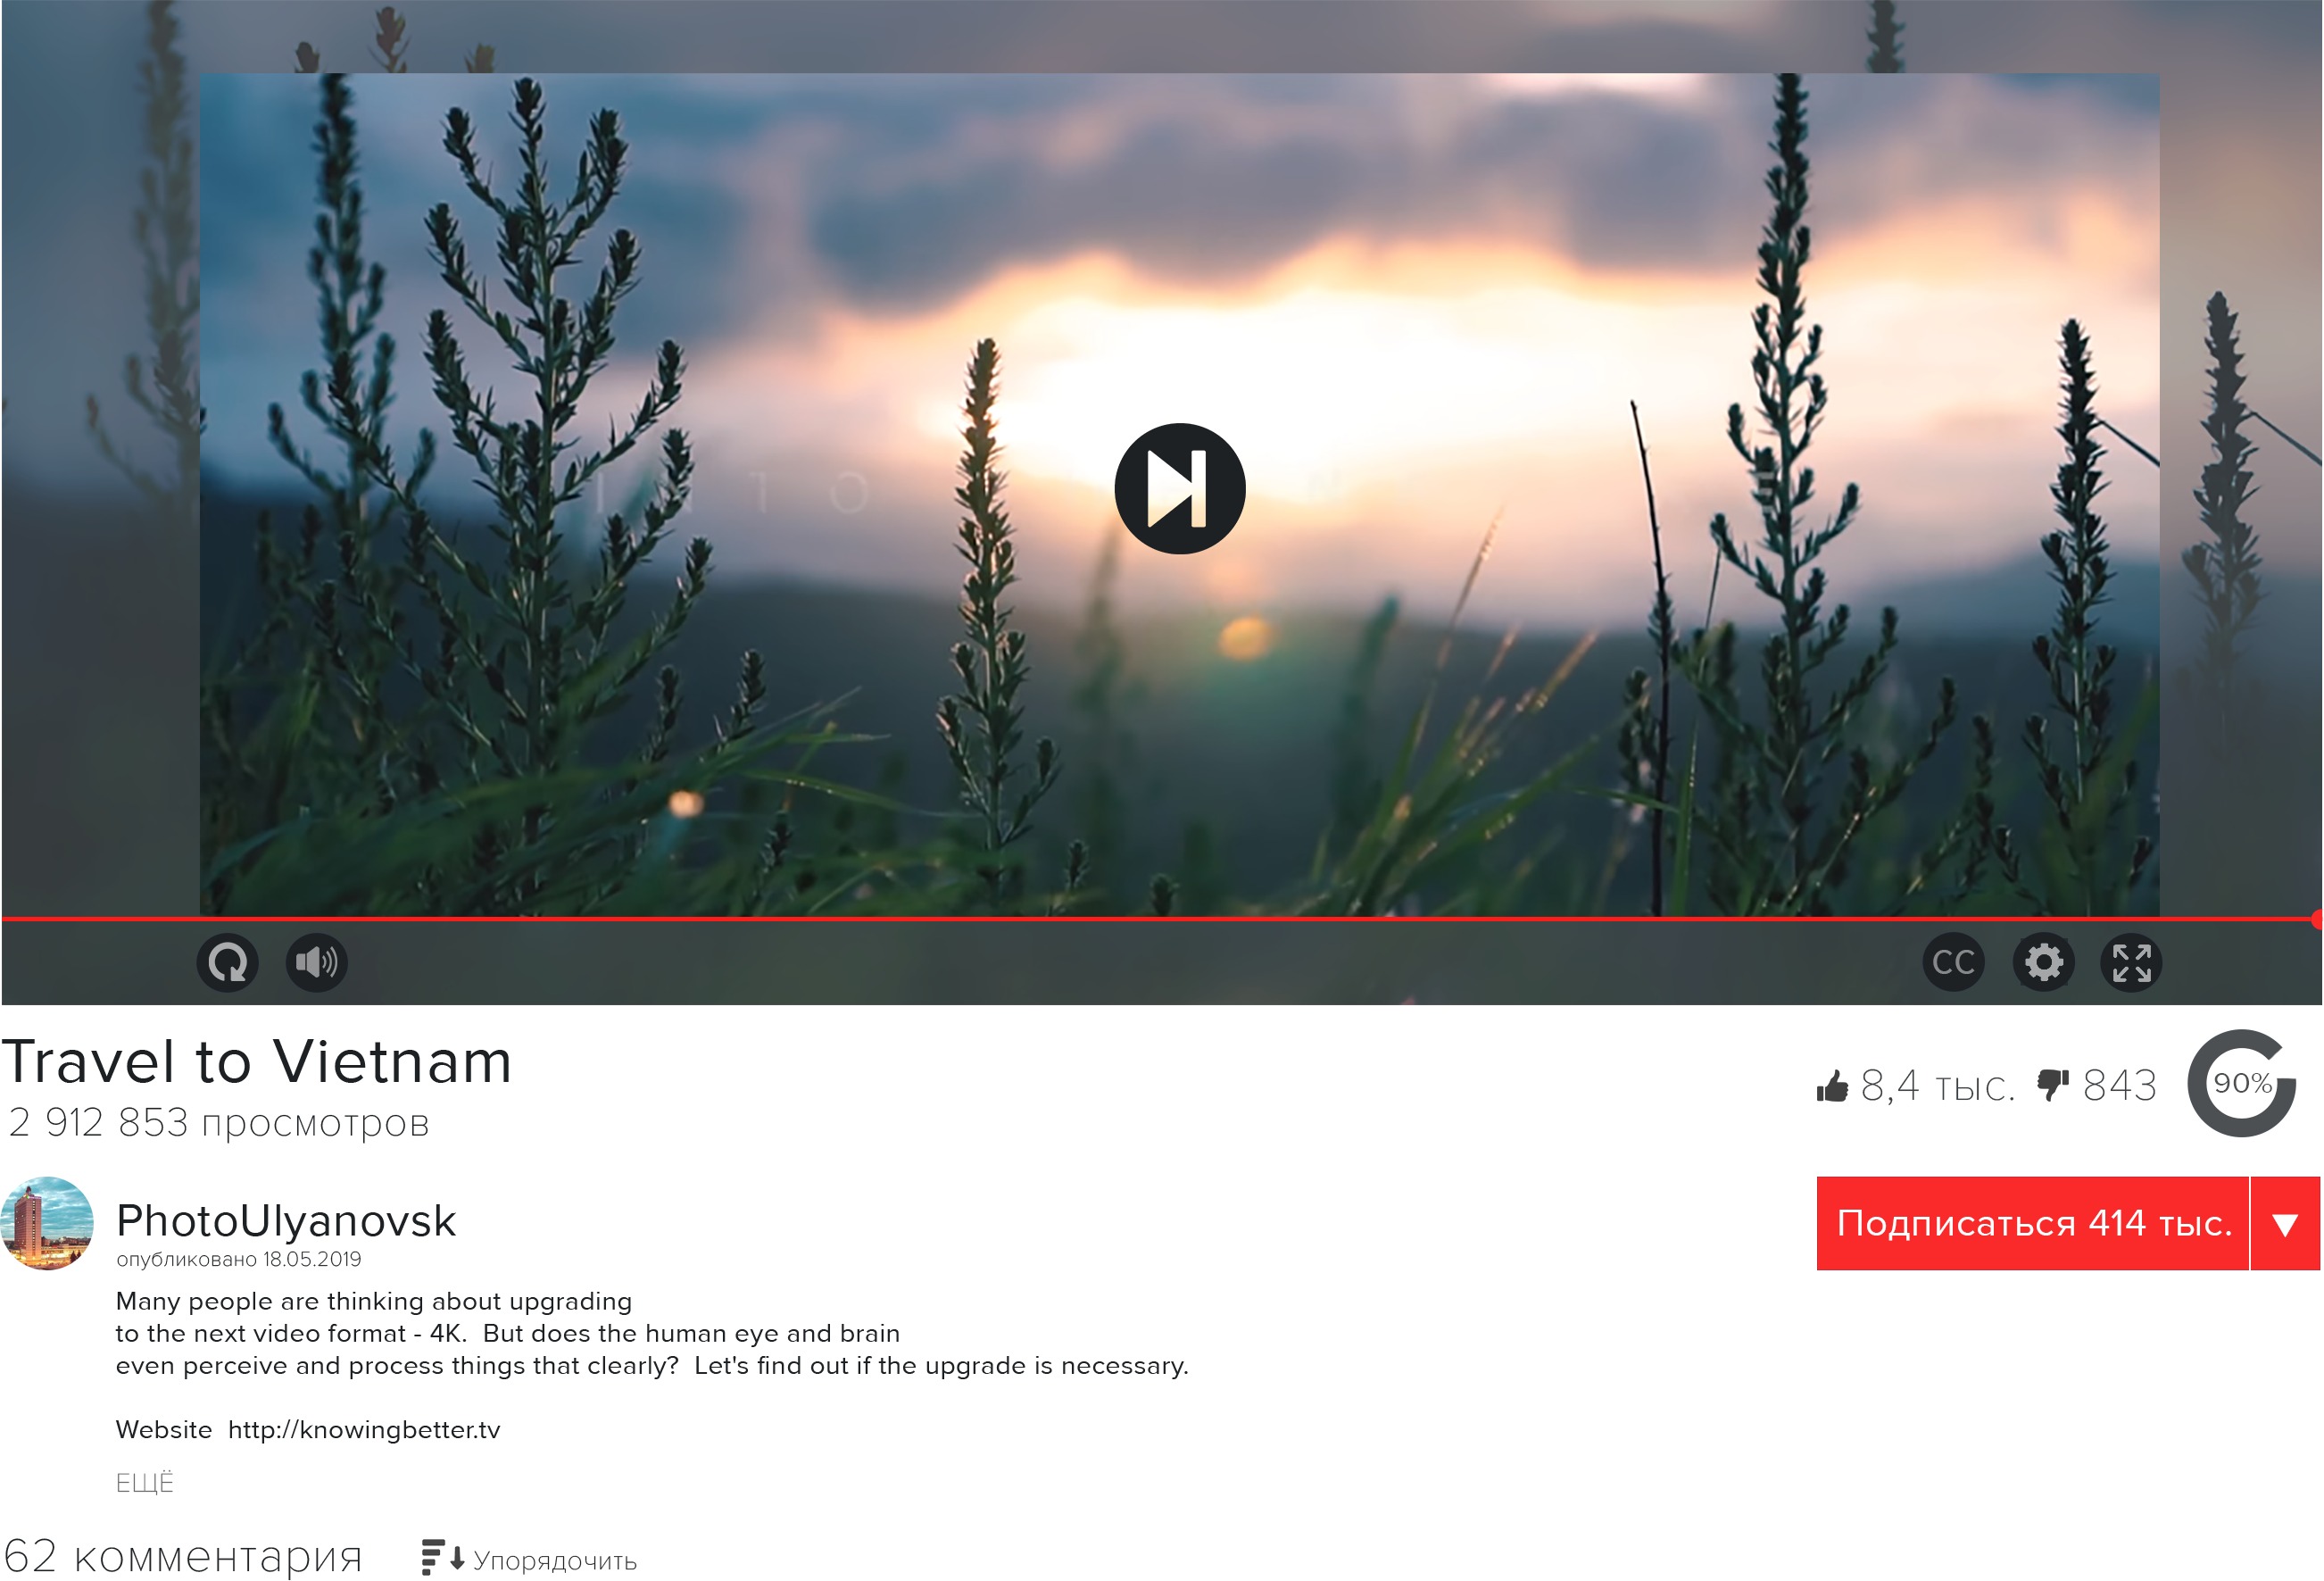 INTO
CC
Travel to Vietnam
2 912 853 просмотров
8,4 тыс. 843 90%
PhotoUlyanovsk
опубликовано 18.05.2019
Подписаться 414 тыс.
Many people are thinking about upgrading
to the next video format - 4K. But does the human eye and brain
even perceive and process things that clearly? Let's find out if the upgrade is necessary.
Website http://knowingbetter.tv
ЕЩЁ
62 комментария Упорядочить